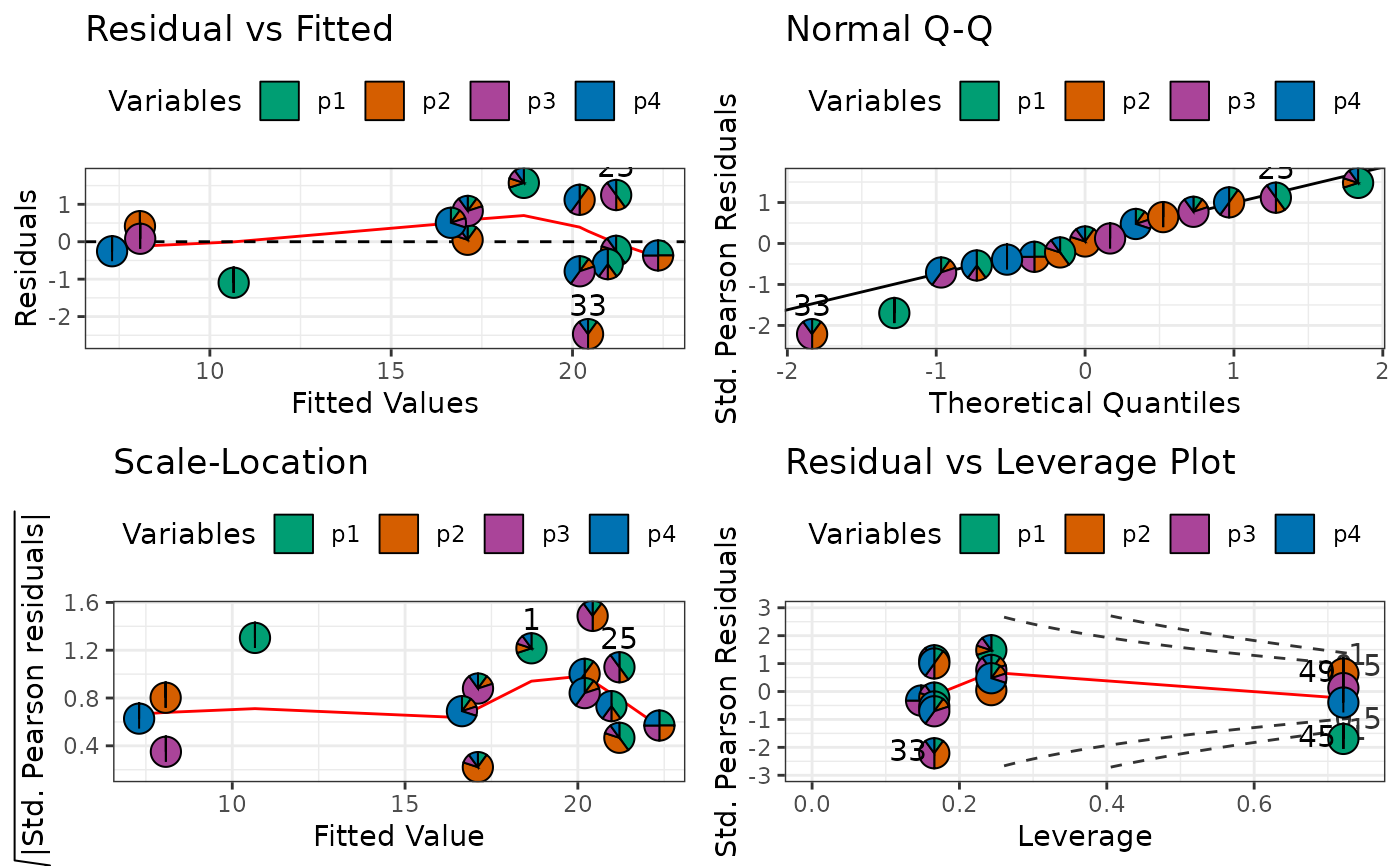 Residual vs Fitted
Variables p1 p2 p3 p4
Residuals
1
0
-1
-2
25
33
10 15 20
Fitted Values
Normal Q-Q
Variables p1 p2 p3 p4
Std. Pearson Residuals
1
0
-1
-2
25
33
-2 -1 0 1 2
Theoretical Quantiles
Scale-Location
Variables p1 p2 p3 p4
√|Std. Pearson residuals|
1.6
1.2
0.8
0.4
1
25
10 15 20
Fitted Value
Residual vs Leverage Plot
Variables p1 p2 p3 p4
Std. Pearson Residuals
3
2
1
0
-1
-2
-3
49
33
45
0.0 0.2 0.4 0.6
Leverage